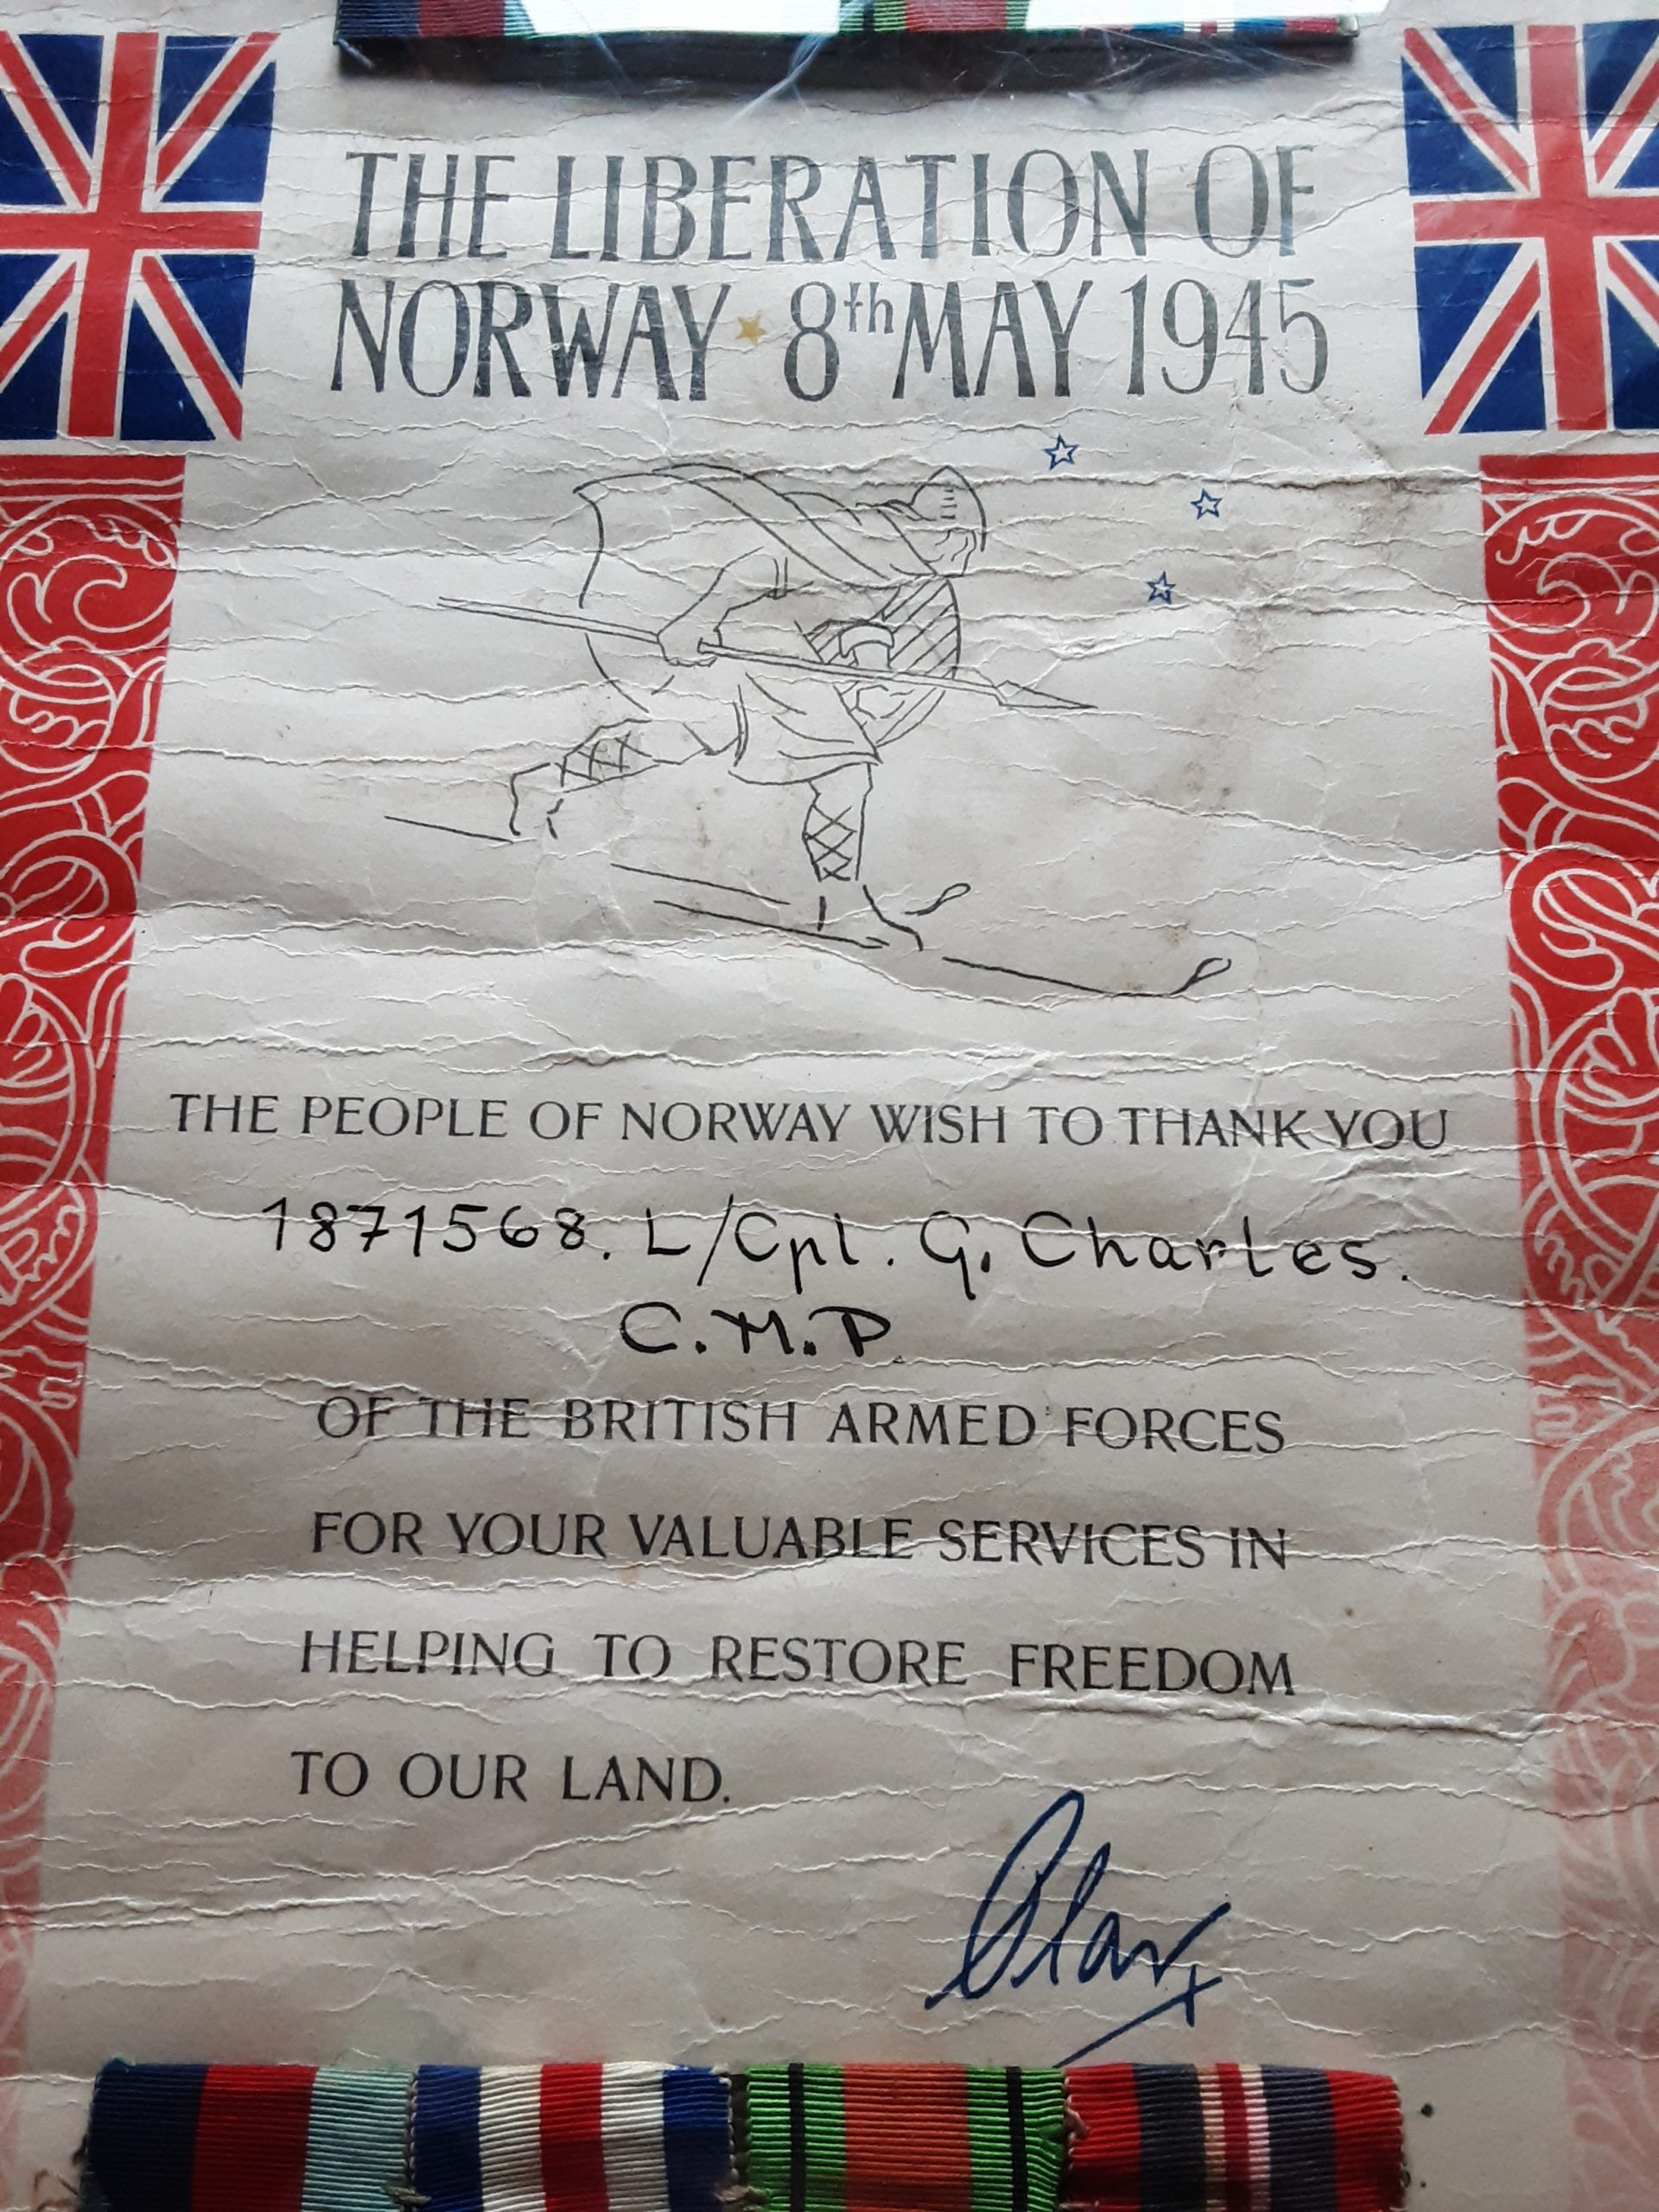 THE LIBERATION OF
NORWAY 8th MAY 1945
THE PEOPLE OF NORWAY WISH TO THANK YOU
1871568. L/Cpl. G. Charles.
C.M.P.
OF THE BRITISH ARMED FORCES
FOR YOUR VALUABLE SERVICES IN
HELPING TO RESTORE FREEDOM
TO OUR LAND.
Olav